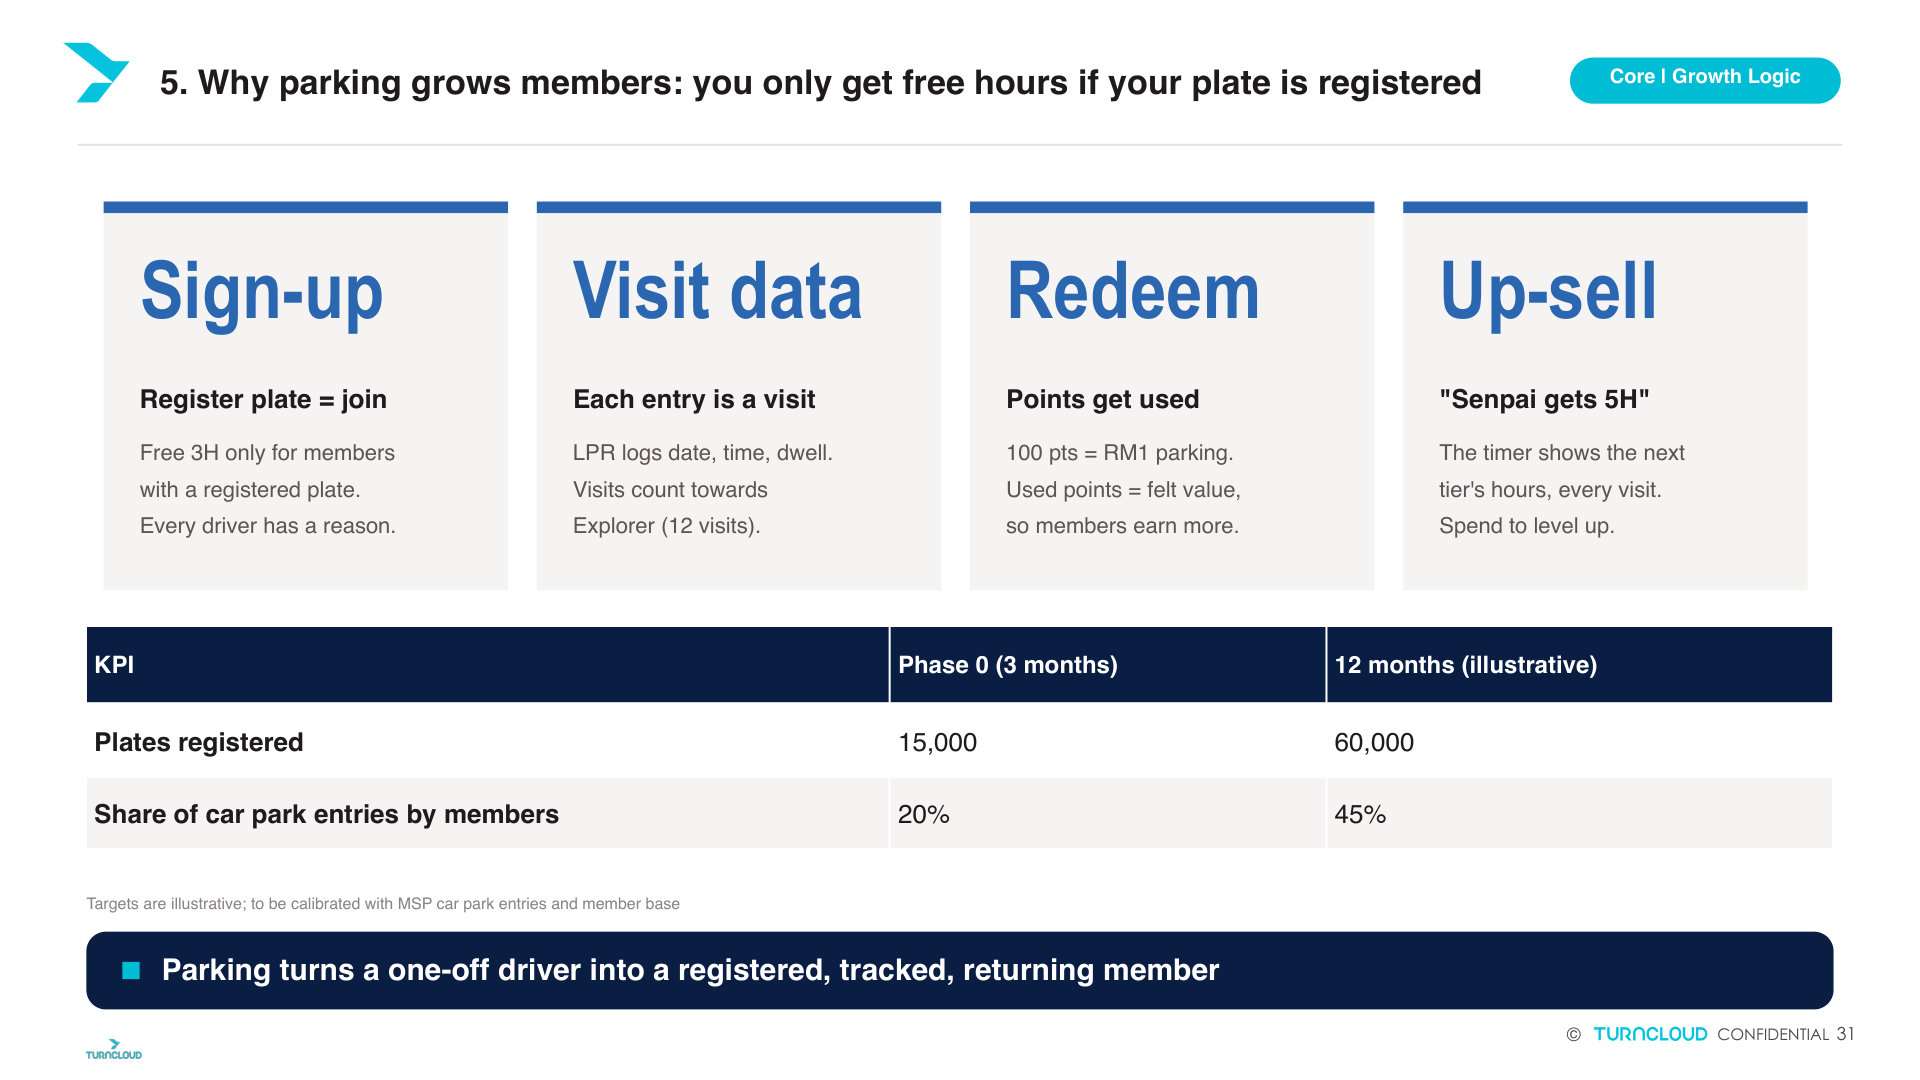 5. Why parking grows members: you only get free hours if your plate is registered
Core | Growth Logic
Sign-up
Register plate = join
Free 3H only for members
with a registered plate.
Every driver has a reason.
Visit data
Each entry is a visit
LPR logs date, time, dwell.
Visits count towards
Explorer (12 visits).
Redeem
Points get used
100 pts = RM1 parking.
Used points = felt value,
so members earn more.
Up-sell
"Senpai gets 5H"
The timer shows the next
tier's hours, every visit.
Spend to level up.
KPI
Phase 0 (3 months)
12 months (illustrative)
Plates registered
15,000
60,000
Share of car park entries by members
20%
45%
Targets are illustrative; to be calibrated with MSP car park entries and member base
Parking turns a one-off driver into a registered, tracked, returning member
TURNCLOUD
© TURNCLOUD CONFIDENTIAL 31